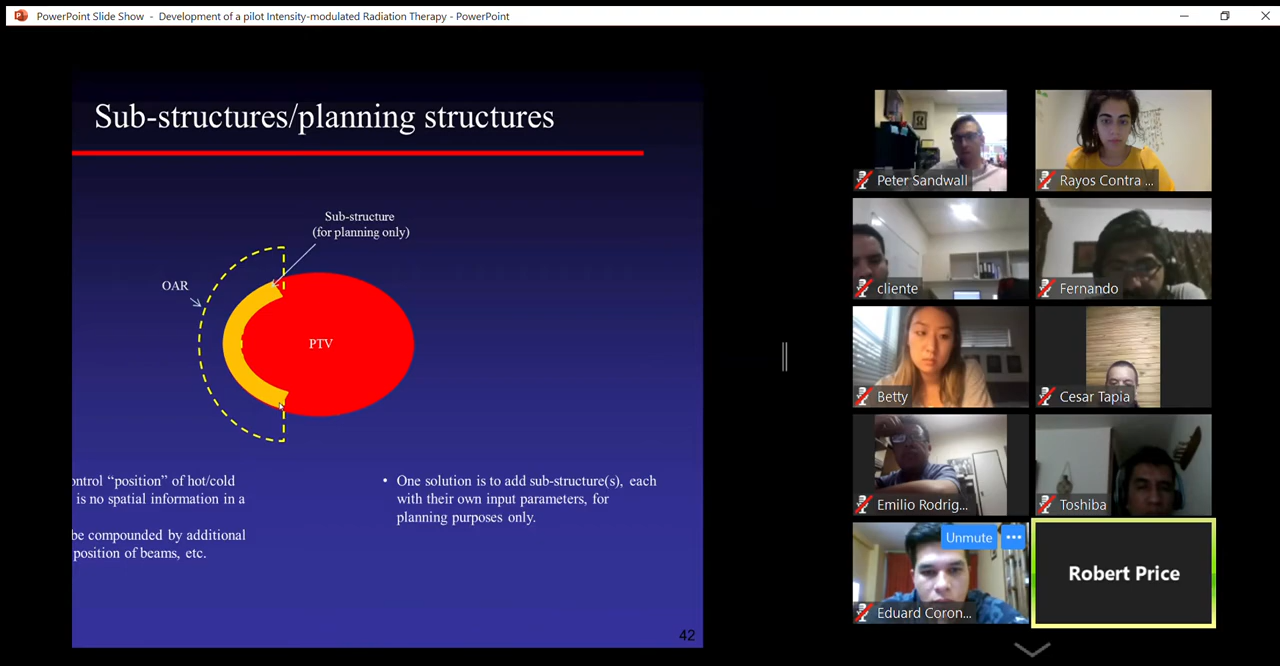 PowerPoint Slide Show - Development of a pilot Intensity-modulated Radiation Therapy - PowerPoint
Sub-structures/planning structures
Sub-structure
(for planning only)
OAR
PTV
ontrol “position” of hot/cold
is no spatial information in a
be compounded by additional
position of beams, etc.
• One solution is to add sub-structure(s), each
with their own input parameters, for
planning purposes only.
42
Peter Sandwall
Rayos Contra ...
cliente
Fernando
Betty
Cesar Tapia
Emilio Rodrig...
Toshiba
Unmute
Eduard Coron...
Robert Price